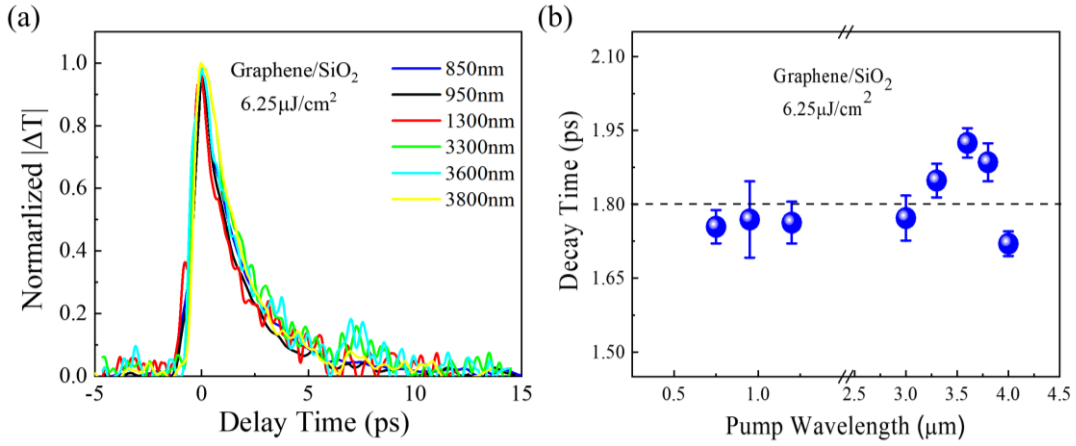 (a)
Normarlized |ΔT|
1.0
0.8
0.6
0.4
0.2
0.0
Graphene/SiO₂
6.25μJ/cm²
850nm
950nm
1300nm
3300nm
3600nm
3800nm
-5
0
5
10
15
Delay Time (ps)
(b)
Decay Time (ps)
2.10
1.95
1.80
1.65
1.50
Graphene/SiO₂
6.25μJ/cm²
0.5
1.0
2.5
3.0
3.5
4.0
4.5
Pump Wavelength (μm)